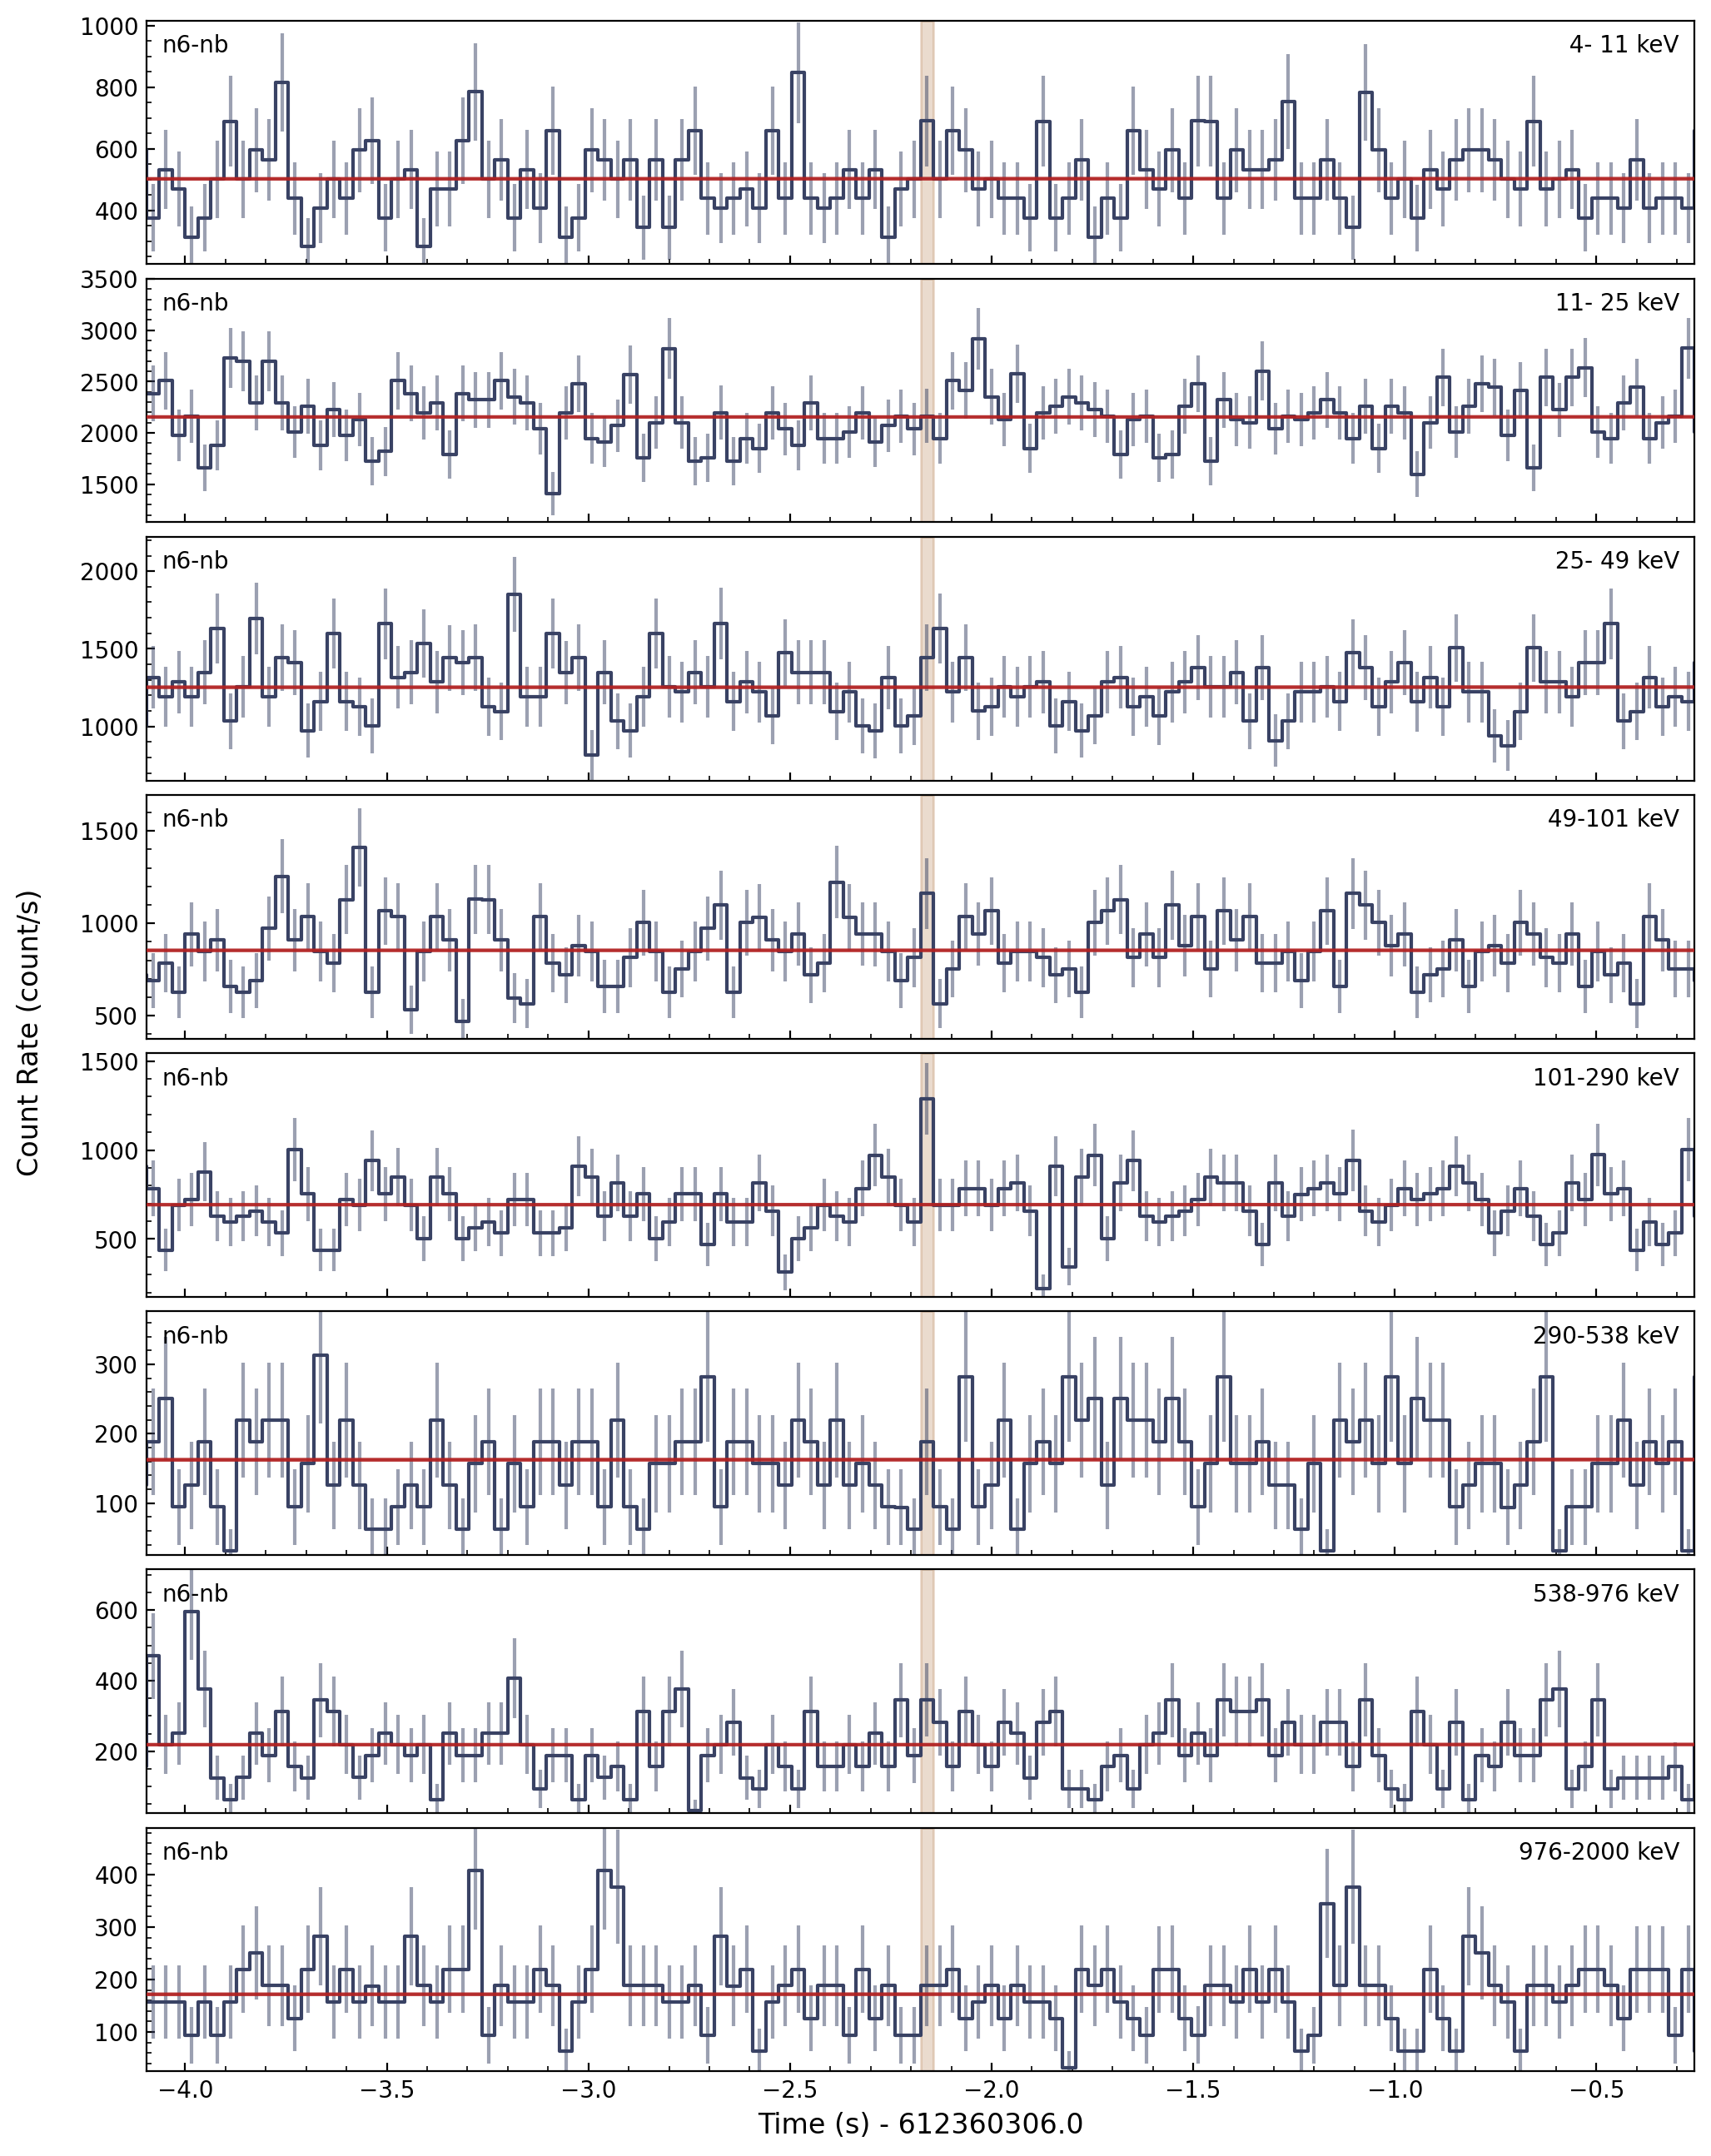 n6-nb 4- 11 keV
1000
800
600
400
n6-nb 11- 25 keV
3500
3000
2500
2000
1500
n6-nb 25- 49 keV
2000
1500
1000
n6-nb 49-101 keV
1500
1000
500
n6-nb 101-290 keV
1500
1000
500
n6-nb 290-538 keV
300
200
100
n6-nb 538-976 keV
600
400
200
n6-nb 976-2000 keV
400
300
200
100
−4.0 −3.5 −3.0 −2.5 −2.0 −1.5 −1.0 −0.5
Time (s) - 612360306.0
Count Rate (count/s)